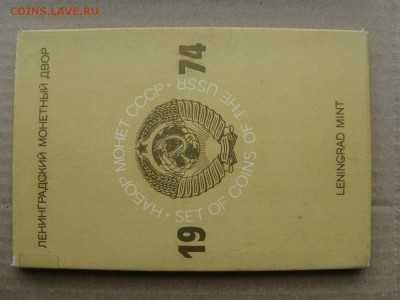 COINS.LAVE.RU
ЛЕНИНГРАДСКИЙ МОНЕТНЫЙ ДВОР
НАБОР МОНЕТ СССР
SET OF COINS OF THE USSR
19 74
LENINGRAD MINT